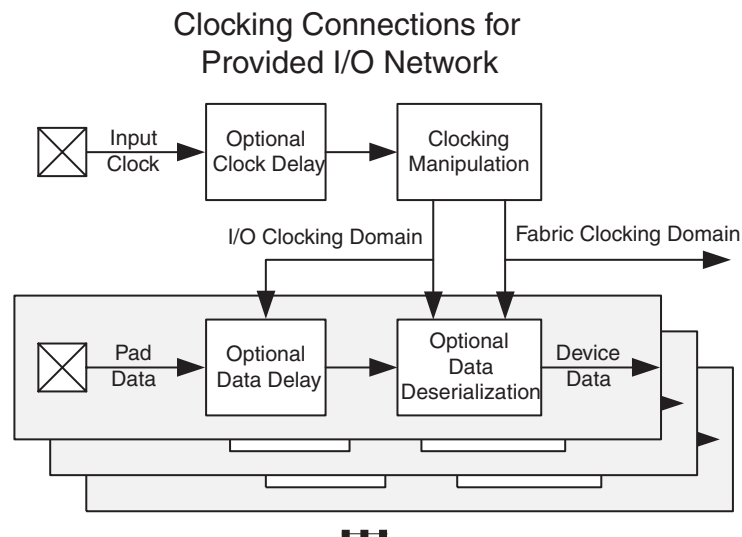 Clocking Connections for
Provided I/O Network
Input
Clock
Optional
Clock Delay
Clocking
Manipulation
I/O Clocking Domain
Fabric Clocking Domain
Pad
Data
Optional
Data Delay
Optional
Data
Deserialization
Device
Data